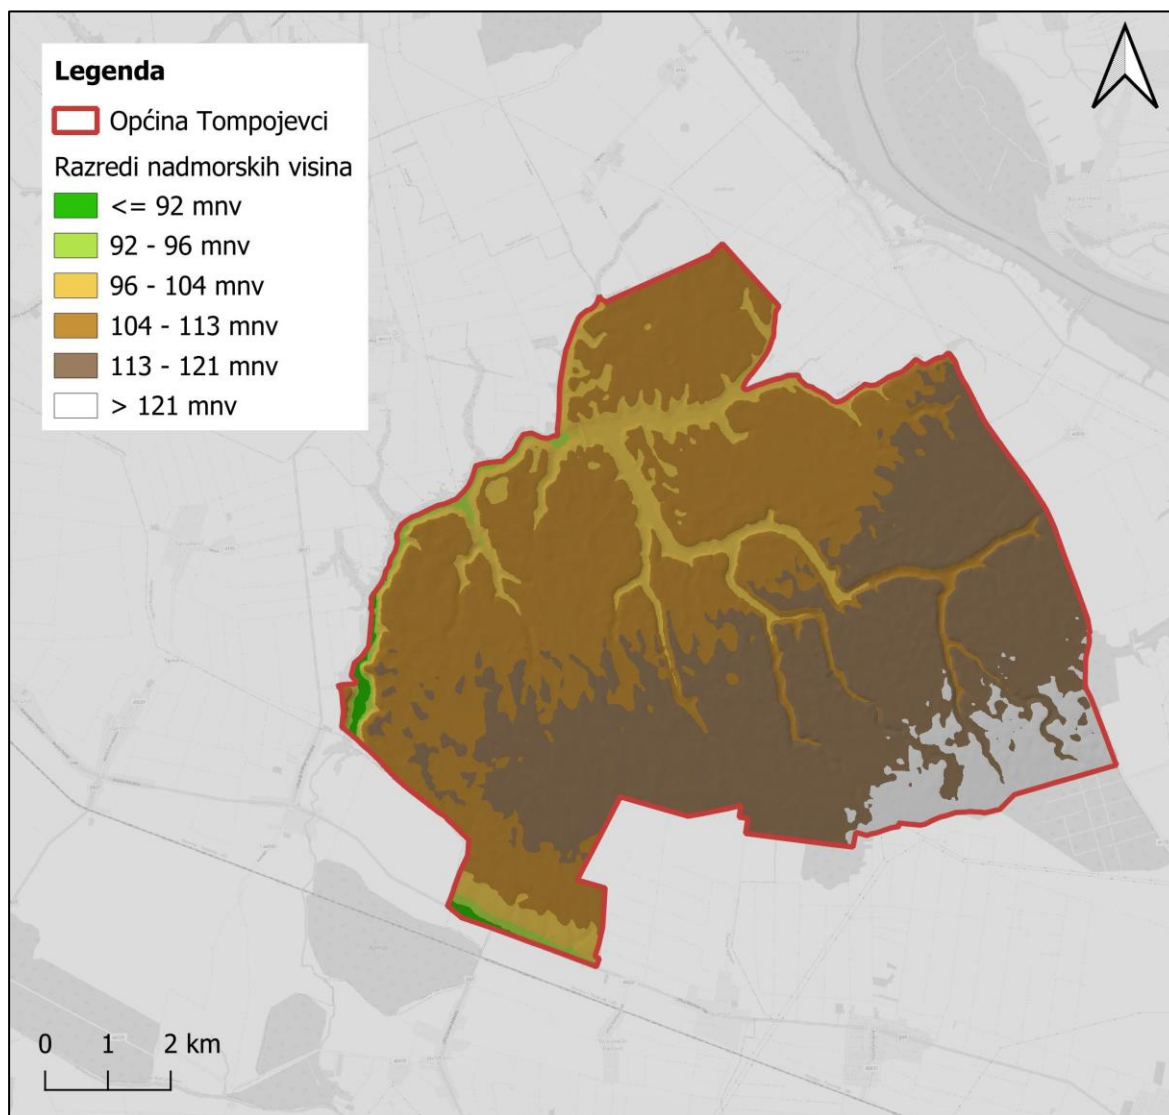 Legenda
Općina Tompojevci
Razredi nadmorskih visina
<= 92 mnv
92 - 96 mnv
96 - 104 mnv
104 - 113 mnv
113 - 121 mnv
> 121 mnv
0 1 2 km